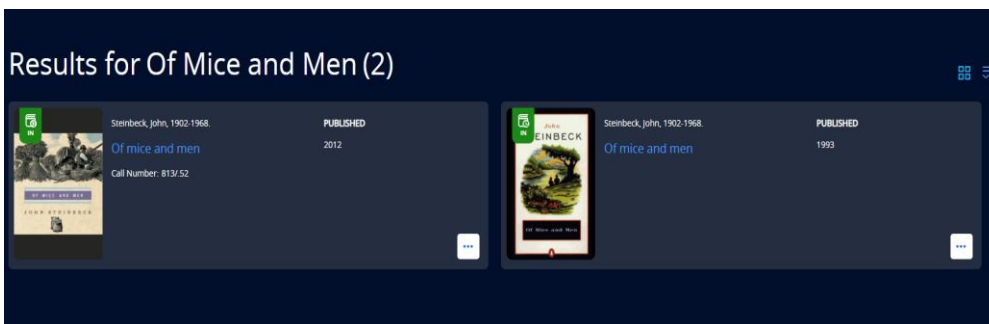 Results for Of Mice and Men (2)
IN
Steinbeck, John, 1902-1968.
Of mice and men
Call Number: 813/.52
PUBLISHED
2012
OF MICE AND MEN
JOHN STEINBECK
IN
Steinbeck, John, 1902-1968.
Of mice and men
PUBLISHED
1993
John
EINBECK
Of Mice and Men